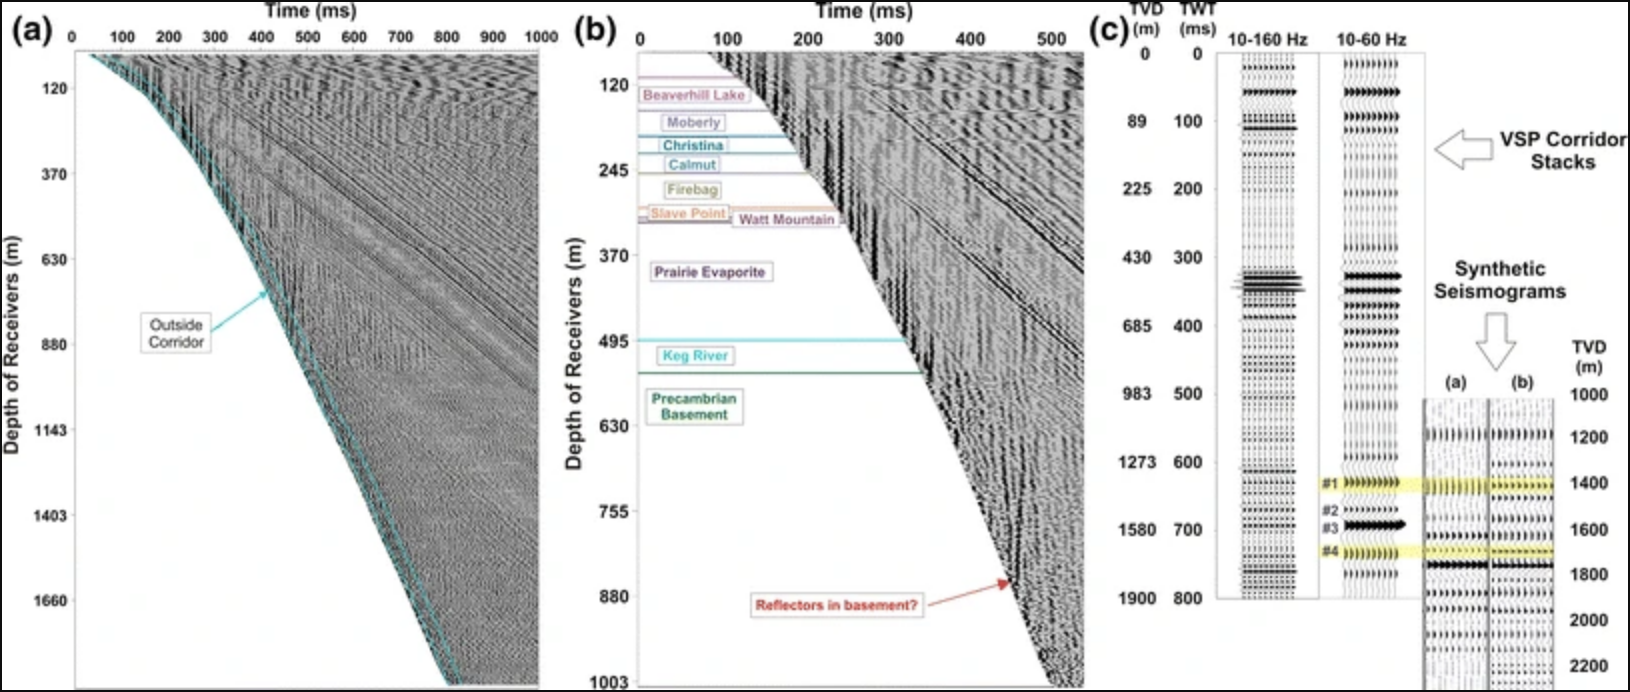 (a)
Time (ms)
0 100 200 300 400 500 600 700 800 900 1000
Depth of Receivers (m)
120
370
630
880
1143
1403
1660
Outside
Corridor
(b)
Time (ms)
0 100 200 300 400 500
Depth of Receivers (m)
120
245
370
495
630
755
880
1003
Beaverhill Lake
Moberly
Christina
Calmut
Firebag
Slave Point
Watt Mountain
Prairie Evaporite
Keg River
Precambrian
Basement
Reflectors in basement?
(c)
TVD TWT
(m) (ms)
10-160 Hz 10-60 Hz
0 0
89 100
225 200
430 300
685 400
983 500
1273 600
1580 700
1900 800
#1
#2
#3
#4
VSP Corridor
Stacks
Synthetic
Seismograms
(a) (b)
TVD
(m)
1000
1200
1400
1600
1800
2000
2200